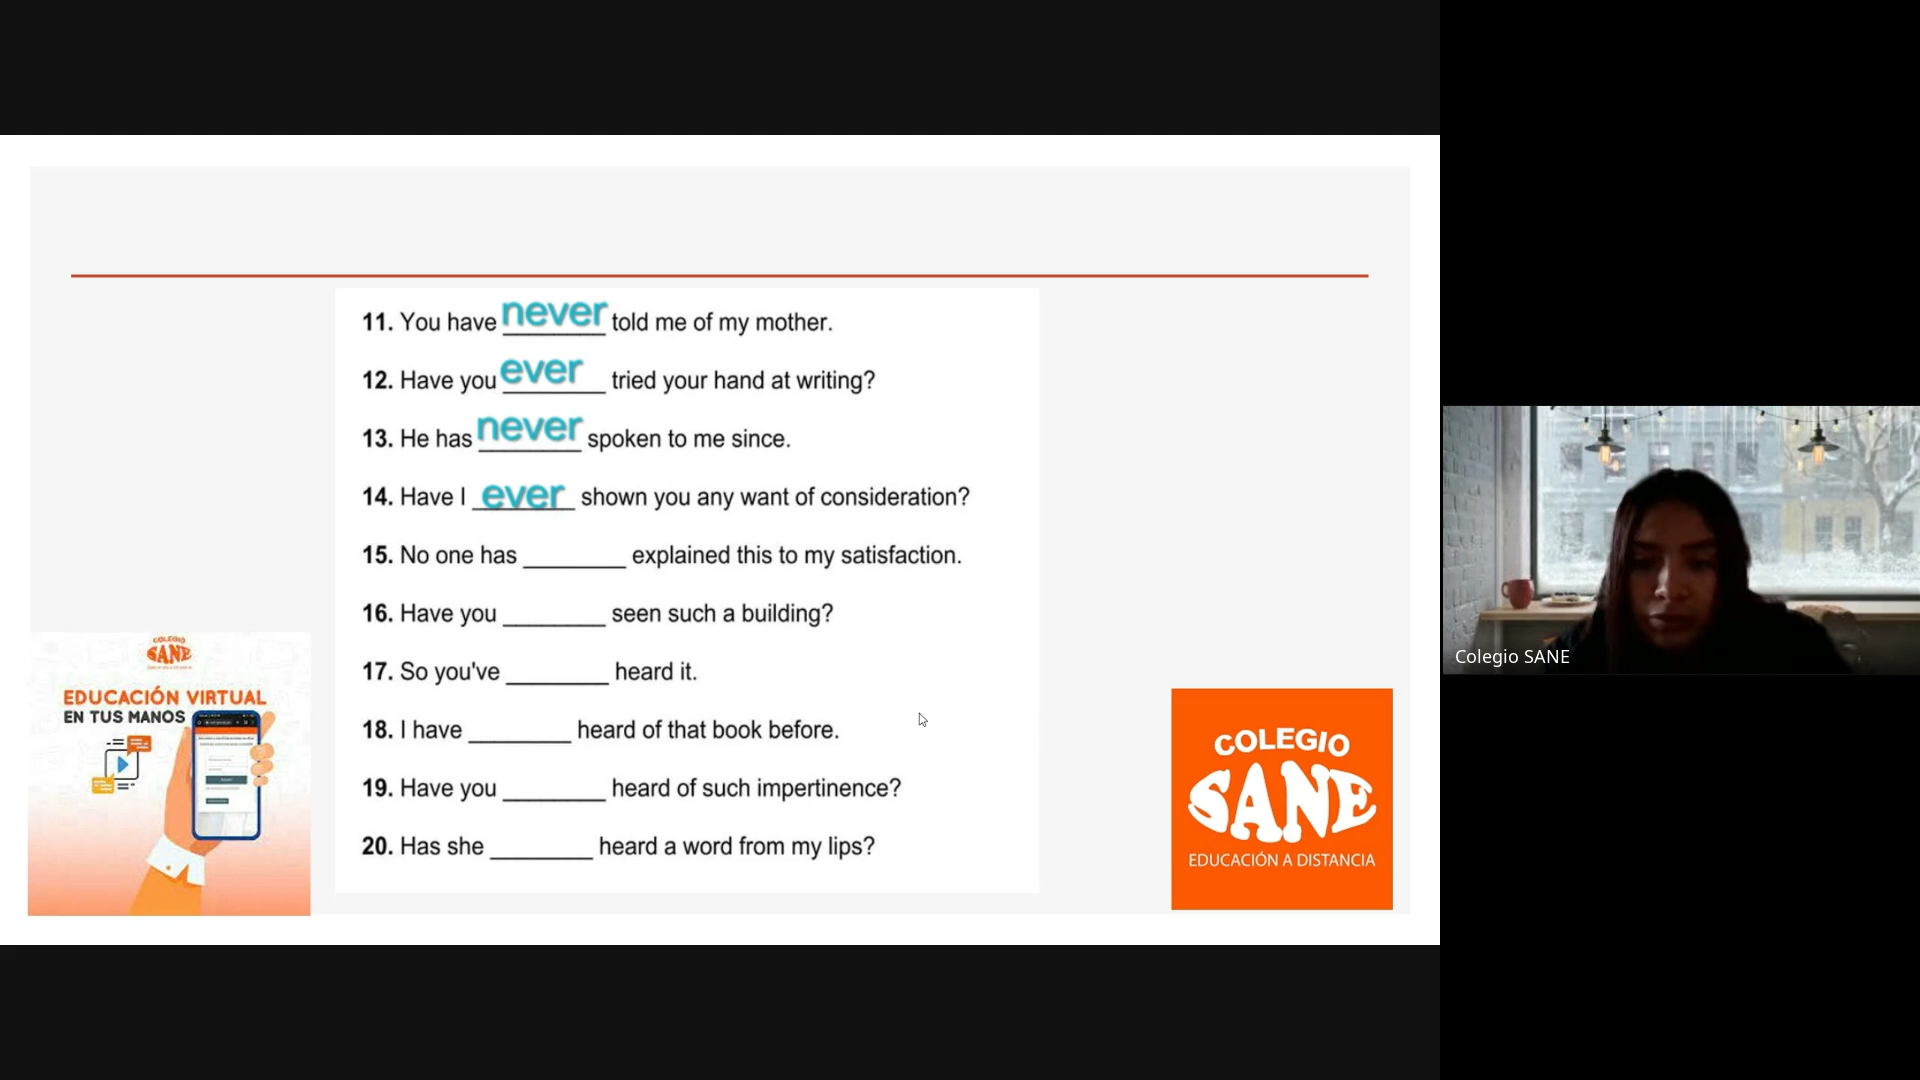 11. You have never told me of my mother.
12. Have you ever tried your hand at writing?
13. He has never spoken to me since.
14. Have I ever shown you any want of consideration?
15. No one has ________ explained this to my satisfaction.
16. Have you ________ seen such a building?
17. So you've ________ heard it.
18. I have ________ heard of that book before.
19. Have you ________ heard of such impertinence?
20. Has she ________ heard a word from my lips?
COLEGIO
SANE
EDUCACIÓN VIRTUAL
EN TUS MANOS
COLEGIO
SANE
EDUCACIÓN A DISTANCIA
Colegio SANE